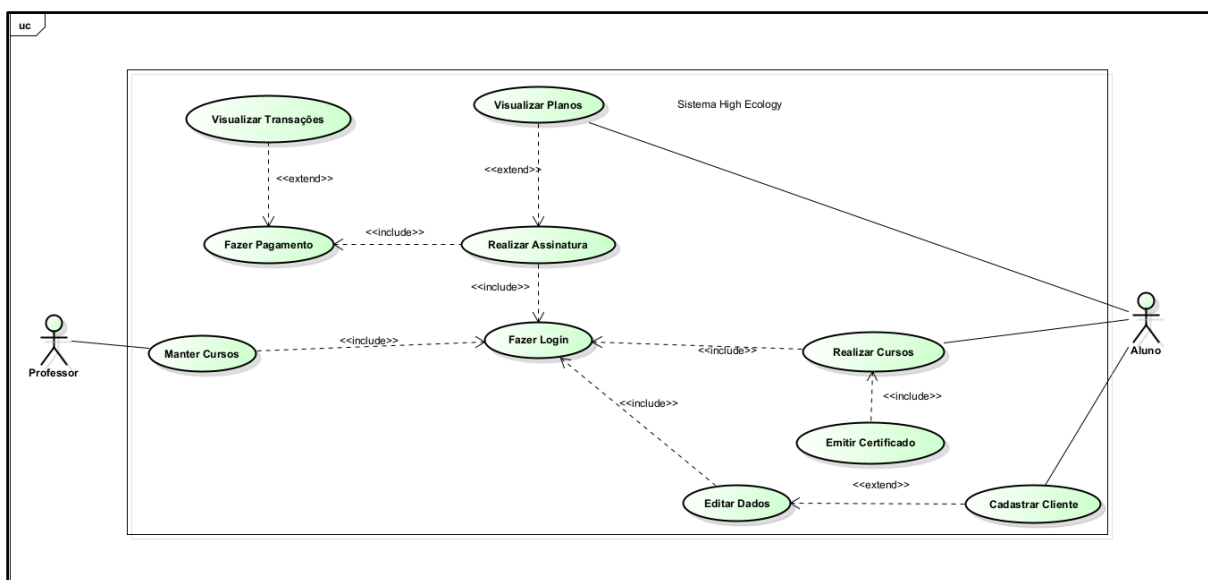 uc
Sistema High Ecology
Visualizar Planos
Visualizar Transações
<<extend>>
<<extend>>
Fazer Pagamento
<<include>>
Realizar Assinatura
<<include>>
Professor
Manter Cursos
<<include>>
Fazer Login
<<include>>
Realizar Cursos
Aluno
<<include>>
<<include>>
Emitir Certificado
<<extend>>
Editar Dados
Cadastrar Cliente